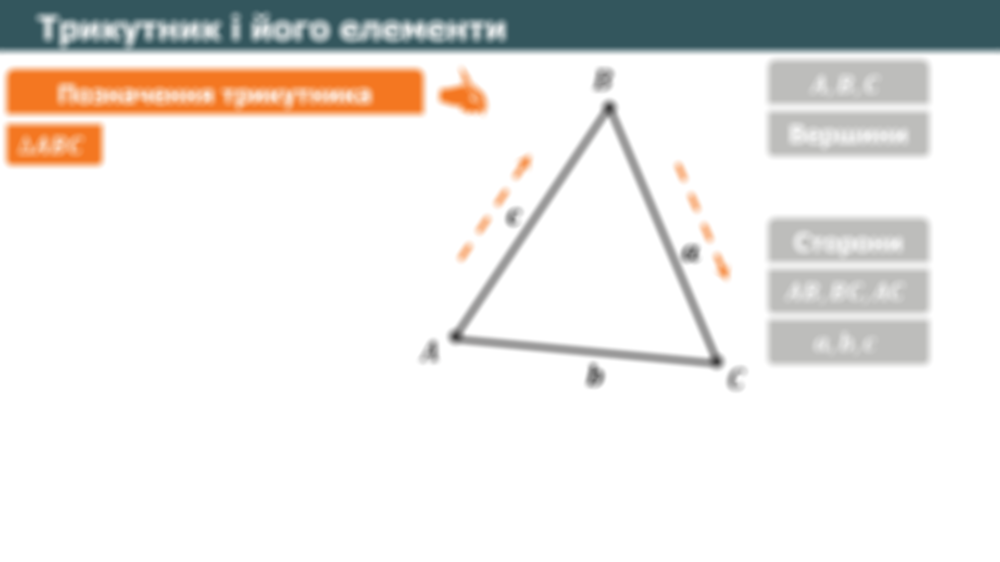 Трикутник і його елементи
Позначення трикутника
△ABC
B
c
a
A
b
C
A, B, C
Вершини
Сторони
AB, BC, AC
a, b, c